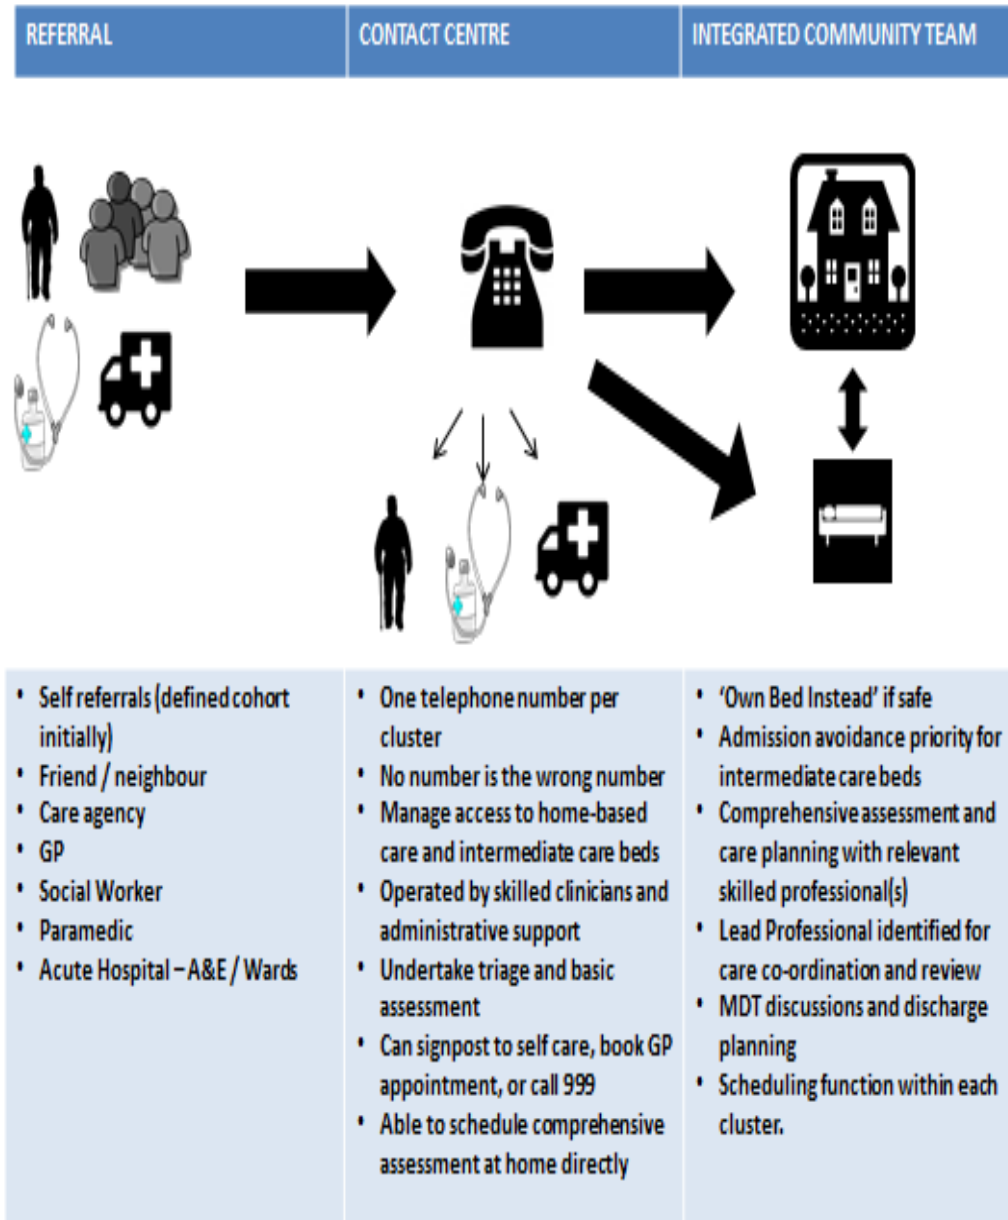 REFERRAL
CONTACT CENTRE
INTEGRATED COMMUNITY TEAM
• Self referrals (defined cohort
initially)
• Friend / neighbour
• Care agency
• GP
• Social Worker
• Paramedic
• Acute Hospital – A&E / Wards
• One telephone number per
cluster
• No number is the wrong number
• Manage access to home-based
care and intermediate care beds
• Operated by skilled clinicians and
administrative support
• Undertake triage and basic
assessment
• Can signpost to self care, book GP
appointment, or call 999
• Able to schedule comprehensive
assessment at home directly
• ‘Own Bed Instead’ if safe
• Admission avoidance priority for
intermediate care beds
• Comprehensive assessment and
care planning with relevant
skilled professional(s)
• Lead Professional identified for
care co-ordination and review
• MDT discussions and discharge
planning
• Scheduling function within each
cluster.